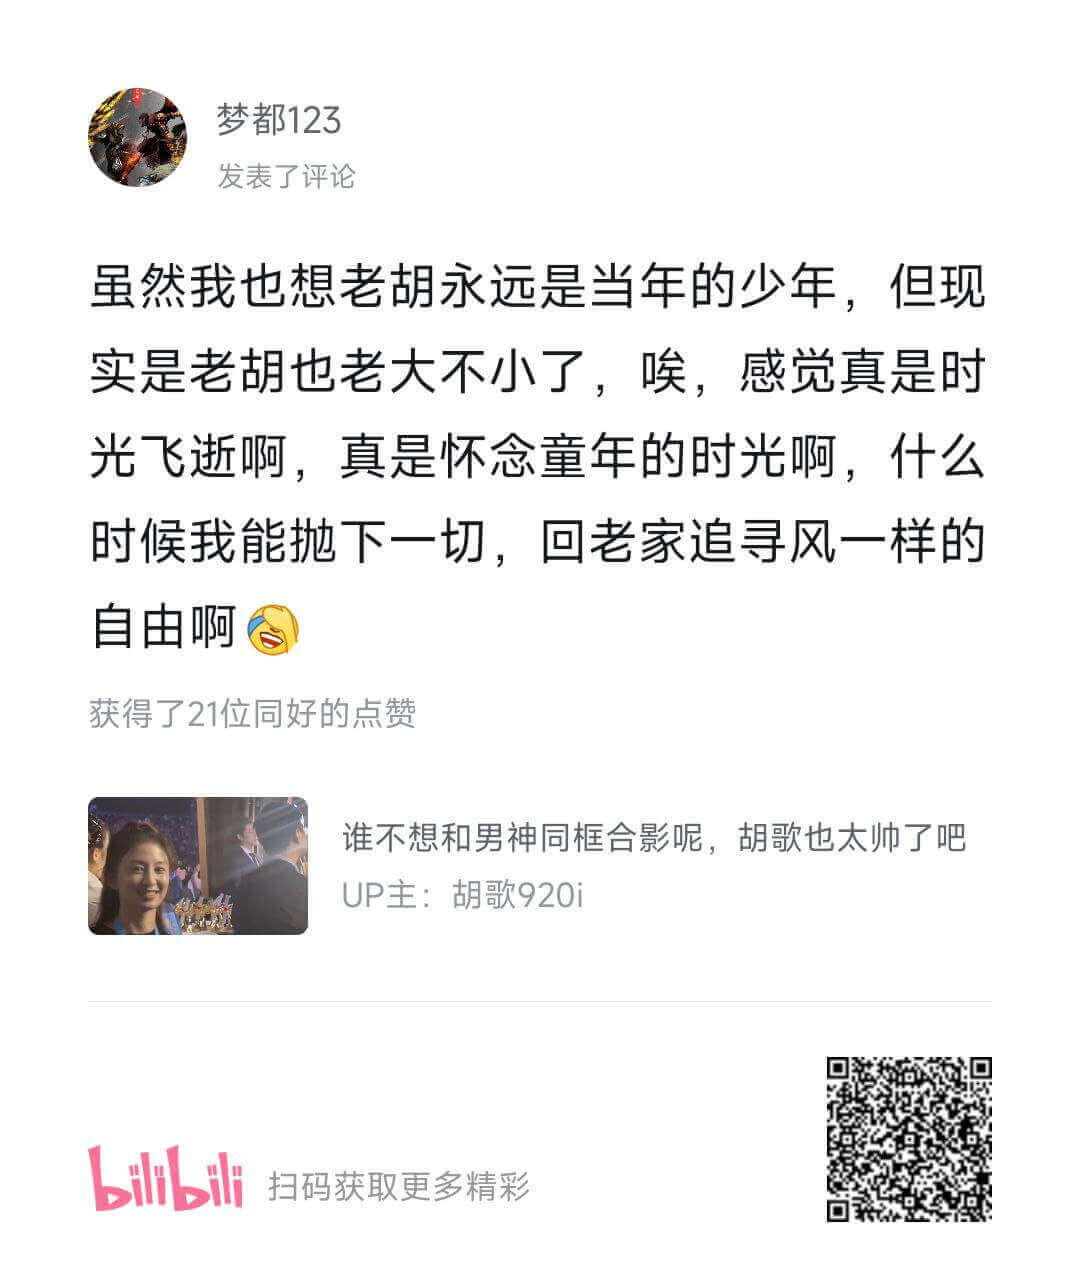 梦都123
发表了评论
虽然我也想老胡永远是当年的少年，但现
实是老胡也老大不小了，唉，感觉真是时
光飞逝啊，真是怀念童年的时光啊，什么
时候我能抛下一切，回老家追寻风一样的
自由啊
获得了21位同好的点赞
谁不想和男神同框合影呢，胡歌也太帅了吧
UP主：胡歌920i
bilibili 扫码获取更多精彩